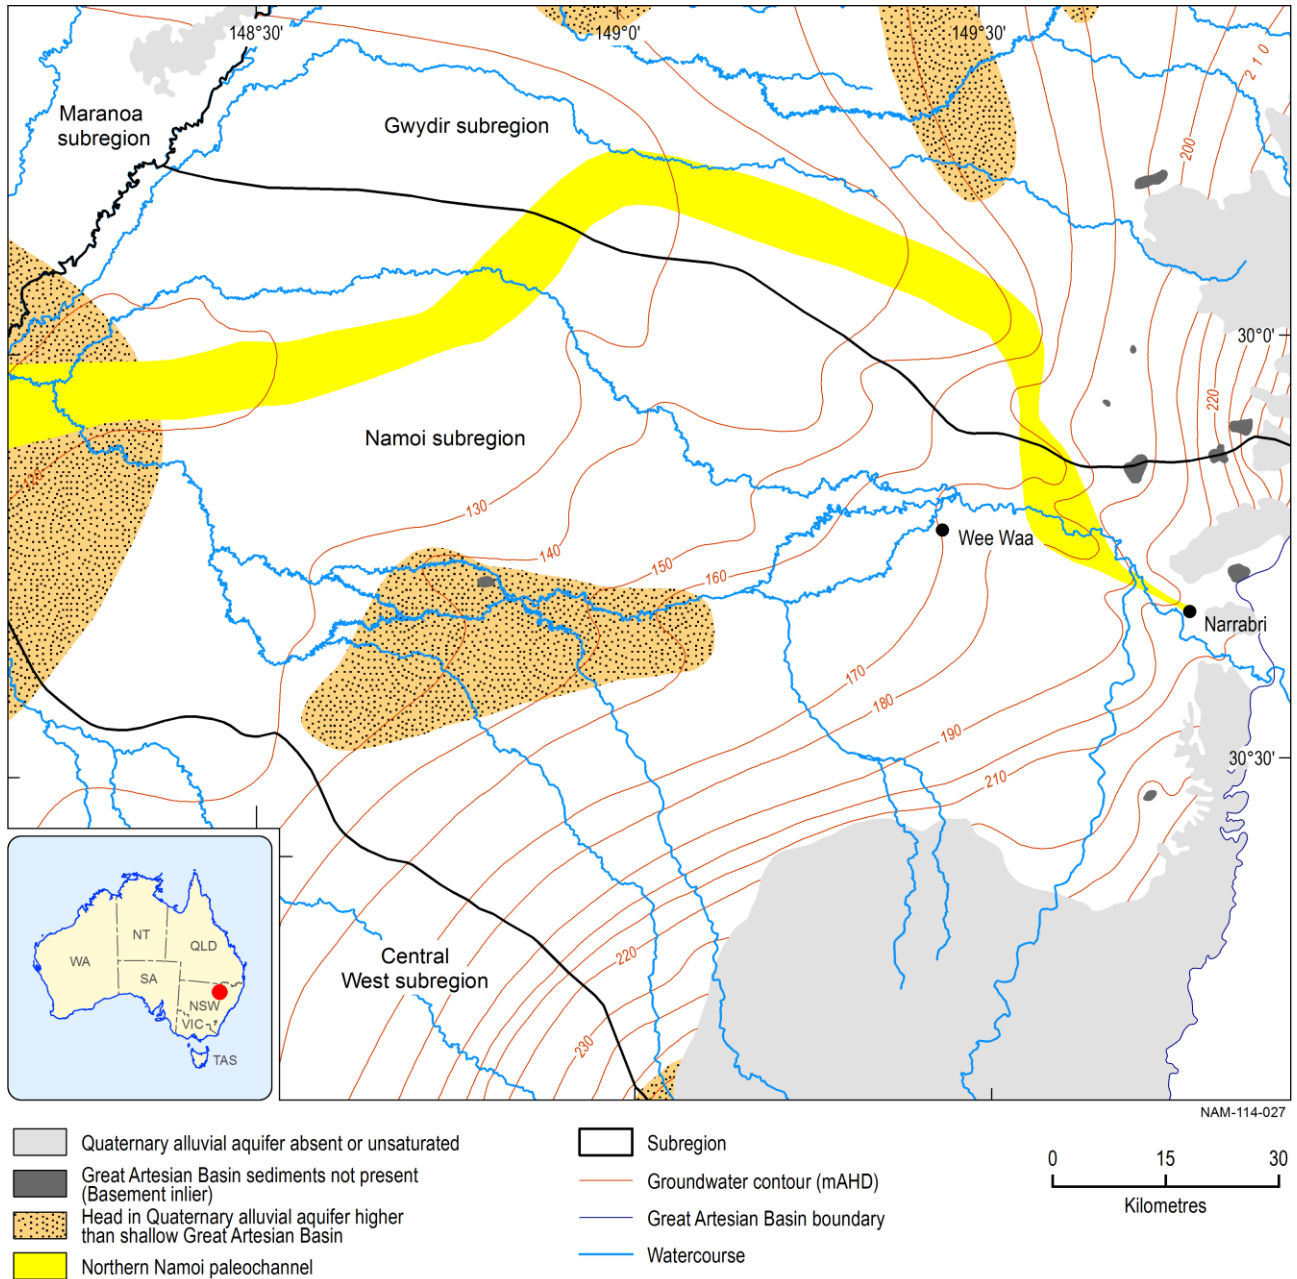 148°30'
149°0'
149°30'
210
Maranoa
subregion
Gwydir subregion
200
30°0'
220
Namoi subregion
130
140
150
160
Wee Waa
Narrabri
170
180
190
210
30°30'
Central
West subregion
220
230
WA
NT
QLD
SA
NSW
VIC
TAS
NAM-114-027
Quaternary alluvial aquifer absent or unsaturated
Great Artesian Basin sediments not present
(Basement inlier)
Head in Quaternary alluvial aquifer higher
than shallow Great Artesian Basin
Northern Namoi paleochannel
Subregion
Groundwater contour (mAHD)
Great Artesian Basin boundary
Watercourse
0 15 30
Kilometres